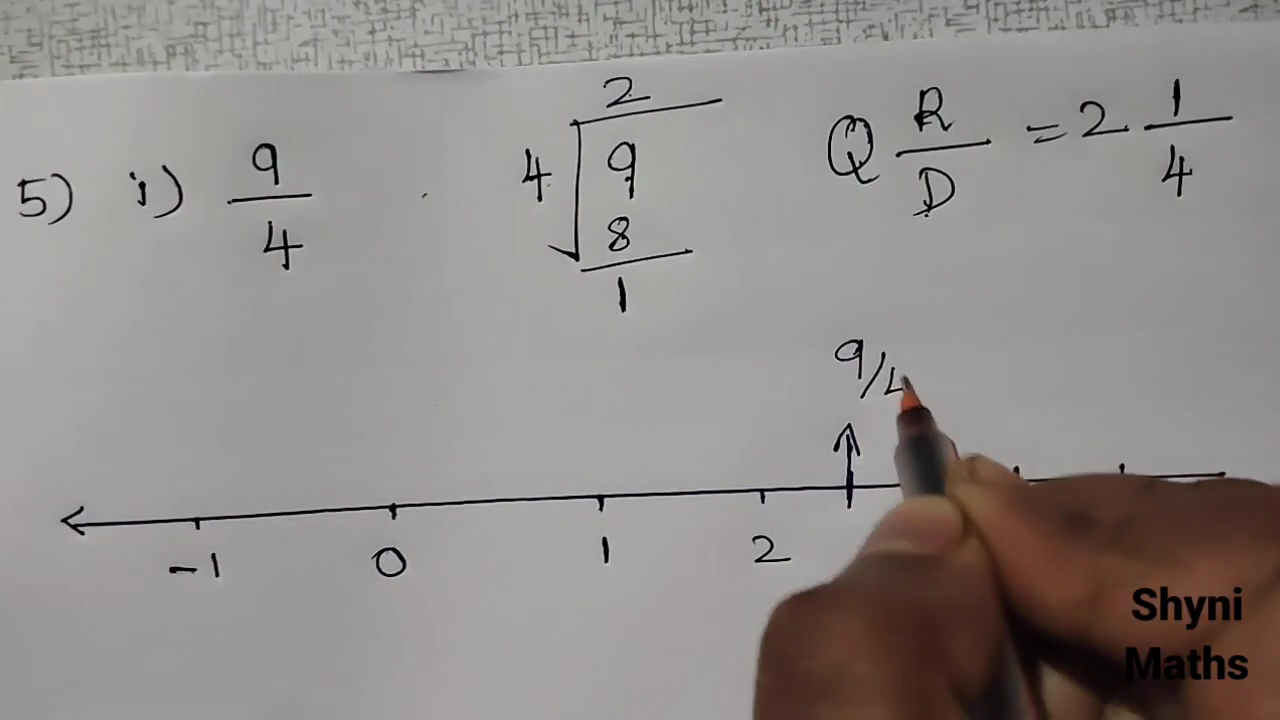 5) i) 9/4
2
4 √ 9
8
1
Q R/D = 2 1/4
9/4
-1 0 1 2
Shyni
Maths